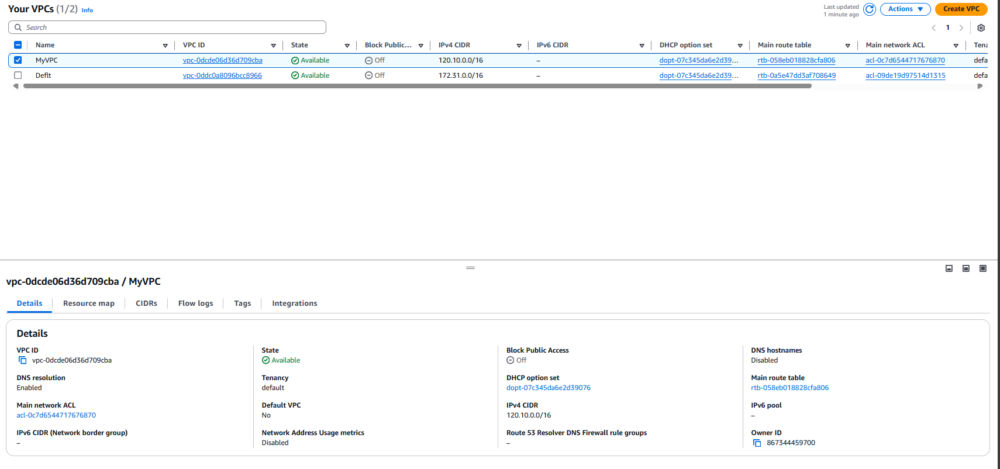 Your VPCs (1/2) Info
Last updated
1 minute ago
Actions
Create VPC
Search
1
Name VPC ID State Block Public... IPv4 CIDR IPv6 CIDR DHCP option set Main route table Main network ACL Tena
MyVPC vpc-0dcde06d36d709cba Available Off 120.10.0.0/16 – dopt-07c345da6e2d39... rtb-058eb018828cfa806 acl-0c7d6544717676870 defa
Deflt vpc-0ddc0a8096bcc8966 Available Off 172.31.0.0/16 – dopt-07c345da6e2d39... rtb-0a5e47dd3af708649 acl-09de19d97514d1315 defa
vpc-0dcde06d36d709cba / MyVPC
Details Resource map CIDRs Flow logs Tags Integrations
Details
VPC ID
vpc-0dcde06d36d709cba
State
Available
Block Public Access
Off
DNS hostnames
Disabled
DNS resolution
Enabled
Tenancy
default
DHCP option set
dopt-07c345da6e2d39076
Main route table
rtb-058eb018828cfa806
Main network ACL
acl-0c7d6544717676870
Default VPC
No
IPv4 CIDR
120.10.0.0/16
IPv6 pool
–
IPv6 CIDR (Network border group)
–
Network Address Usage metrics
Disabled
Route 53 Resolver DNS Firewall rule groups
–
Owner ID
867344459700